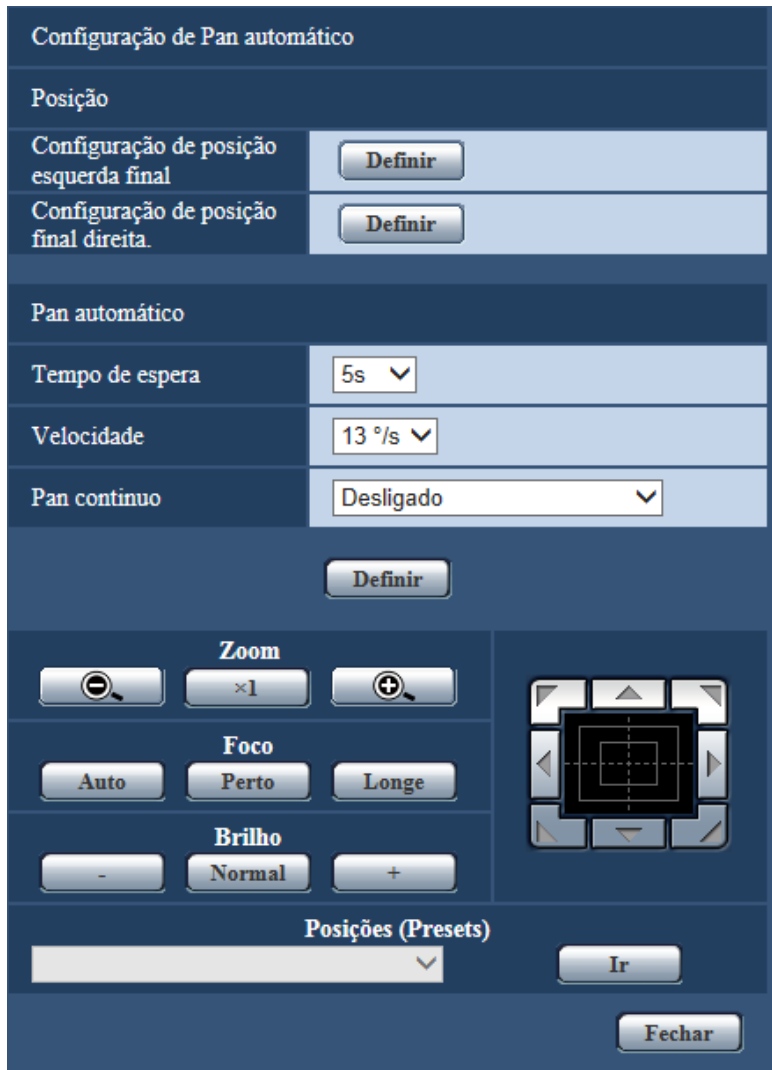 Configuração de Pan automático
Posição
Configuração de posição
esquerda final
Definir
Configuração de posição
final direita.
Definir
Pan automático
Tempo de espera
5s
Velocidade
13 °/s
Pan continuo
Desligado
Definir
Zoom
×1
Foco
Auto Perto Longe
Brilho
- Normal +
Posições (Presets)
Ir
Fechar